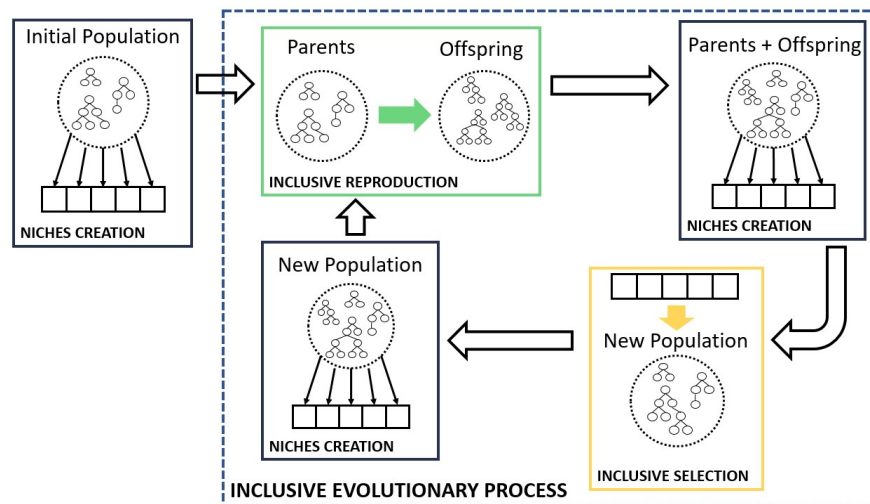 Initial Population
NICHES CREATION
Parents
Offspring
INCLUSIVE REPRODUCTION
Parents + Offspring
NICHES CREATION
New Population
NICHES CREATION
New Population
INCLUSIVE SELECTION
INCLUSIVE EVOLUTIONARY PROCESS